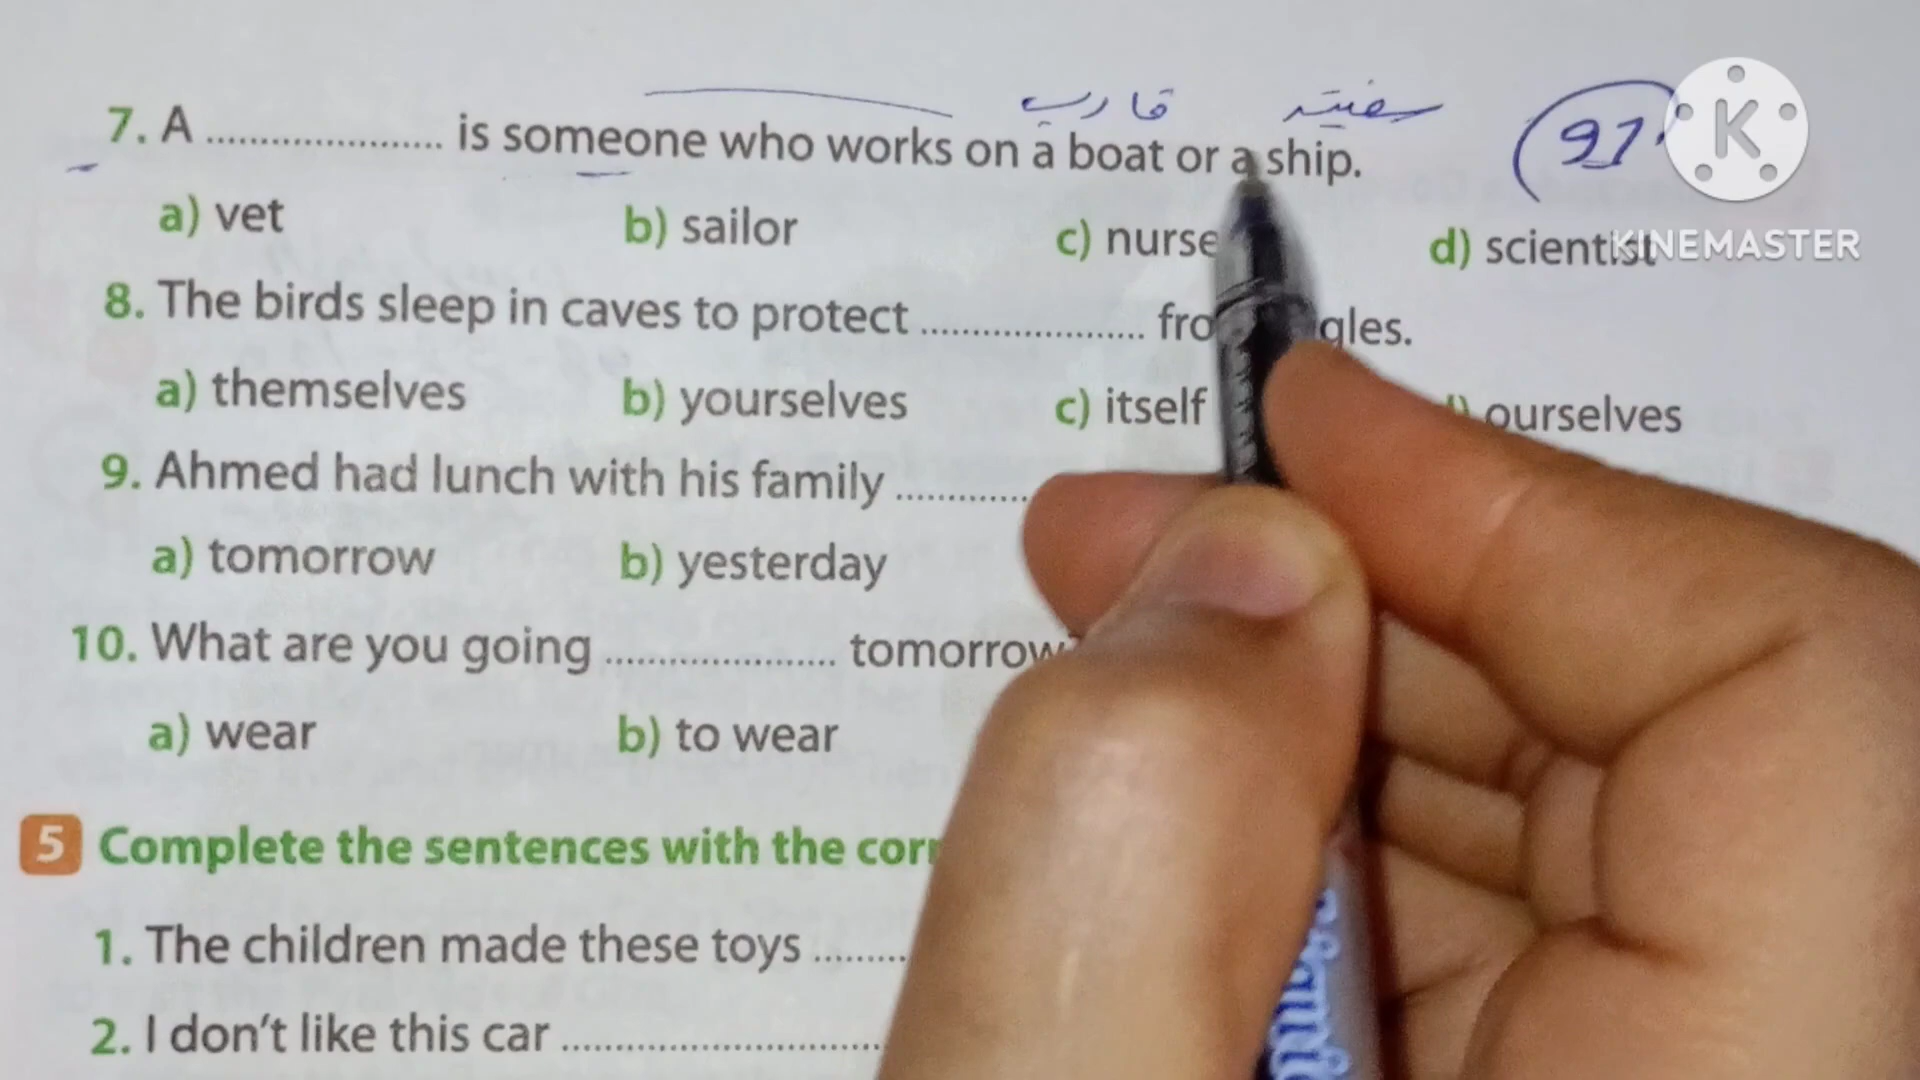 قارب سفينة
7. A .................... is someone who works on a boat or a ship. 97
K
KINEMASTER
a) vet b) sailor c) nurse d) scientist
8. The birds sleep in caves to protect .................... gles.
a) themselves b) yourselves c) itself ourselves
9. Ahmed had lunch with his family ............
a) tomorrow b) yesterday
10. What are you going .................... tomorrow
a) wear b) to wear
5 Complete the sentences with the
1. The children made these toys .........
2. I don't like this car ............................